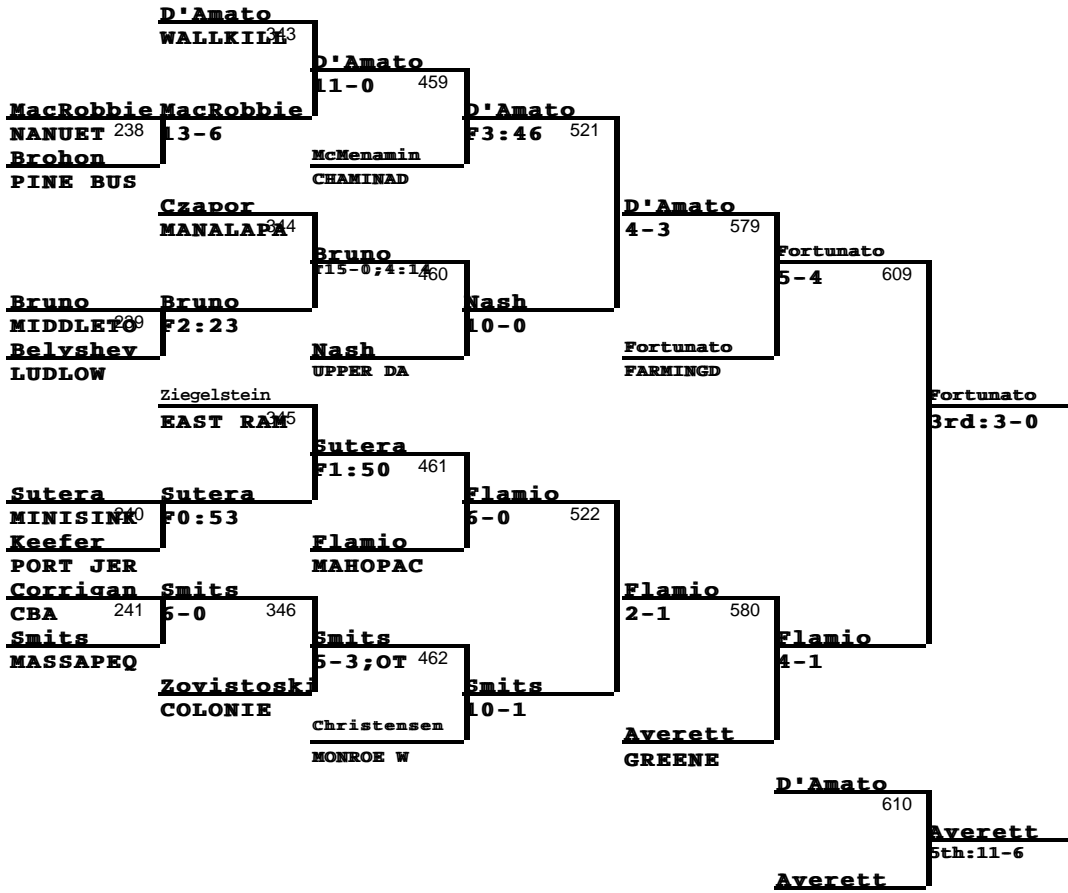 D'Amato
WALLKILL 343
D'Amato
11-0 459
MacRobbie MacRobbie D'Amato
NANUET 238 13-6 F3:46 521
Brohon McMenamin
PINE BUS CHAMINAD
Czapor D'Amato
MANALAPA 344 4-3 579
Bruno Fortunato
T15-0;4:14 460 5-4 609
Bruno Bruno Nash
MIDDLETO 239 F2:23 10-0
Belyshev Nash Fortunato
LUDLOW UPPER DA FARMINGD
Ziegelstein Fortunato
EAST RAM 345 3rd:3-0
Sutera
F1:50 461
Sutera Sutera Flamio
MINISINK 240 F0:53 6-0 522
Keefer Flamio
PORT JER MAHOPAC
Corrigan Smits Flamio
CBA 241 6-0 346 2-1 580
Smits Smits Flamio
MASSAPEQ 5-3;OT 462 4-1
Zovistoski Smits
COLONIE 10-1
Christensen Averett
MONROE W GREENE
D'Amato
610
Averett
5th:11-6
Averett